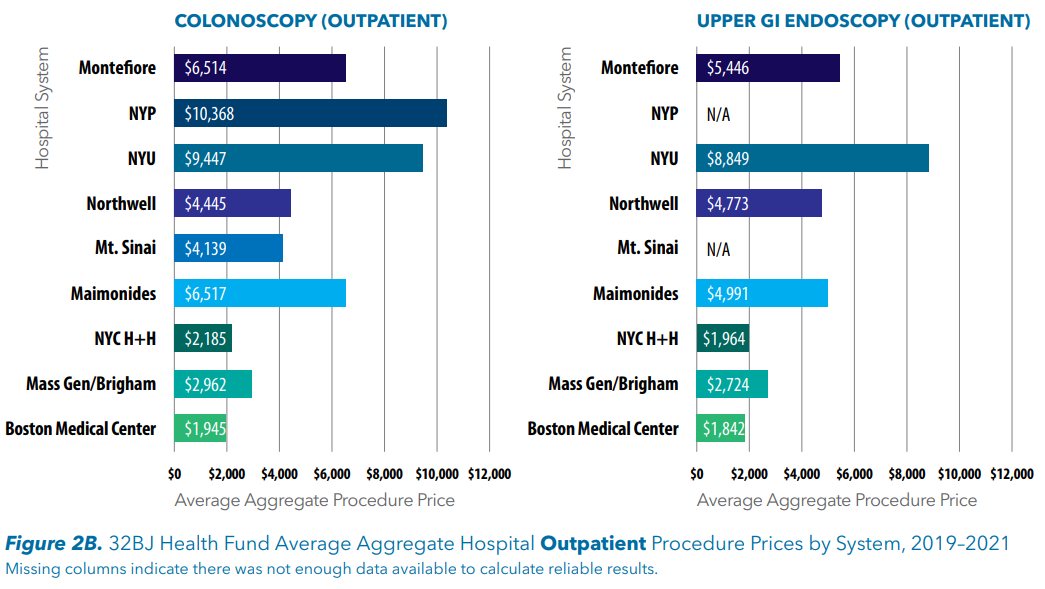 COLONOSCOPY (OUTPATIENT)
Hospital System
Montefiore $6,514
NYP $10,368
NYU $9,447
Northwell $4,445
Mt. Sinai $4,139
Maimonides $6,517
NYC H+H $2,185
Mass Gen/Brigham $2,962
Boston Medical Center $1,945
$0 $2,000 $4,000 $6,000 $8,000 $10,000 $12,000
Average Aggregate Procedure Price
UPPER GI ENDOSCOPY (OUTPATIENT)
Hospital System
Montefiore $5,446
NYP N/A
NYU $8,849
Northwell $4,773
Mt. Sinai N/A
Maimonides $4,991
NYC H+H $1,964
Mass Gen/Brigham $2,724
Boston Medical Center $1,842
$0 $2,000 $4,000 $6,000 $8,000 $10,000 $12,000
Average Aggregate Procedure Price
Figure 2B. 32BJ Health Fund Average Aggregate Hospital Outpatient Procedure Prices by System, 2019–2021
Missing columns indicate there was not enough data available to calculate reliable results.